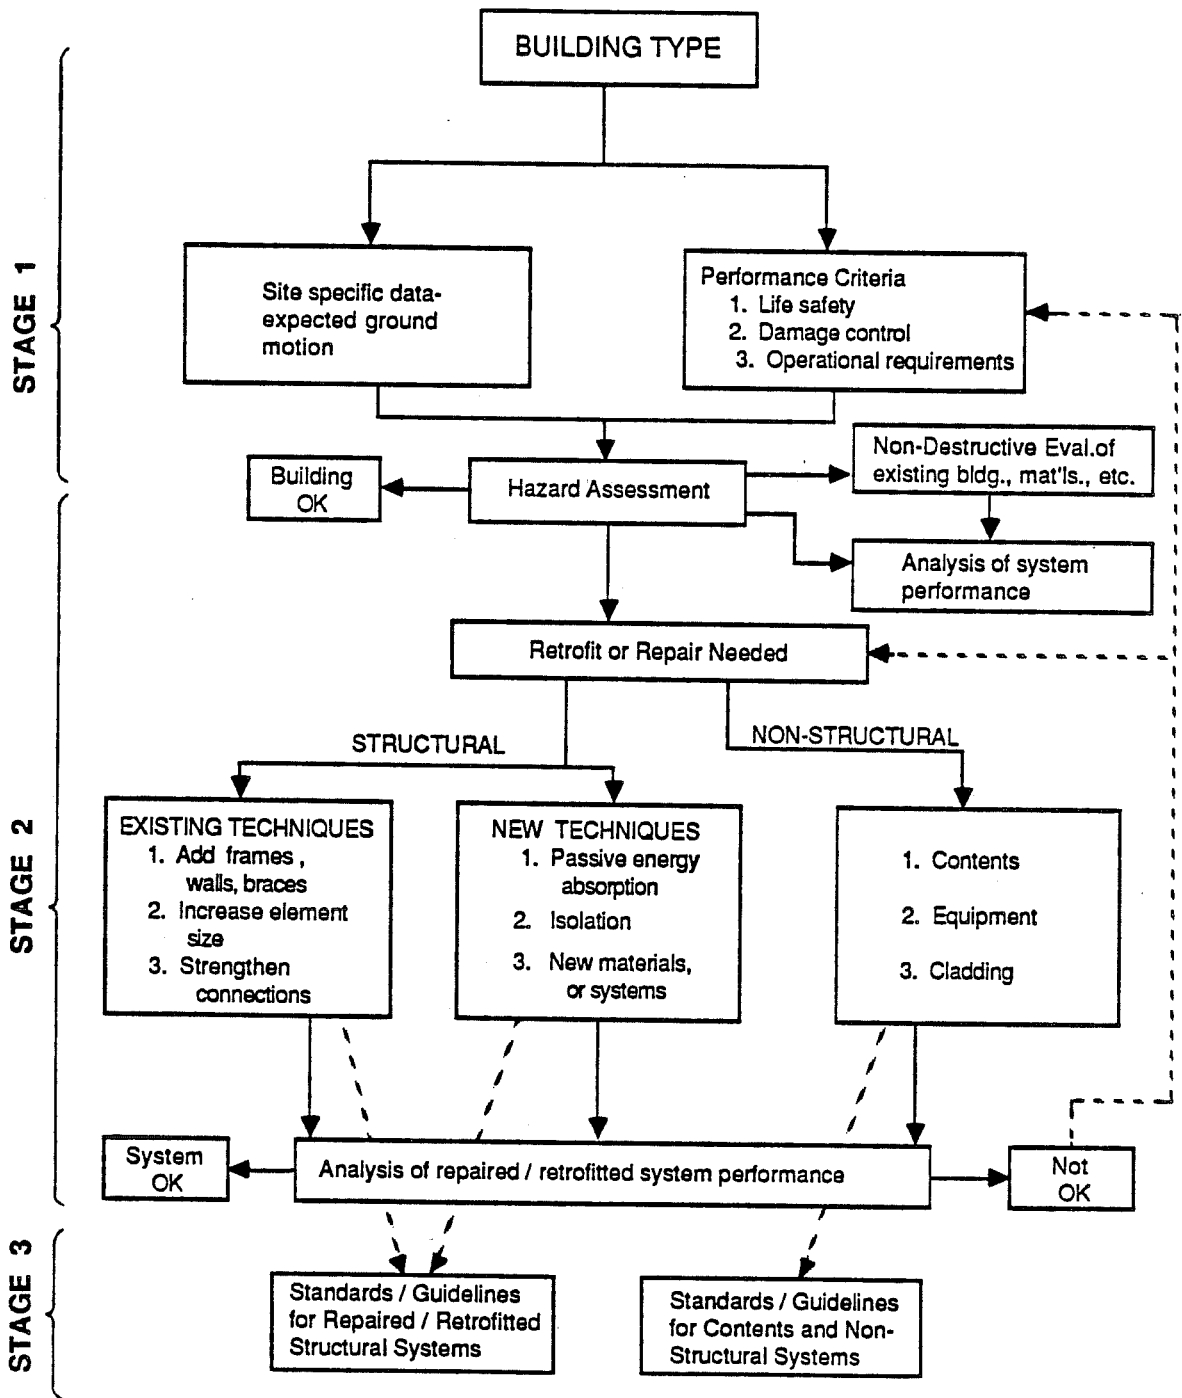 BUILDING TYPE
STAGE 1
Site specific data-
expected ground
motion
Performance Criteria
1. Life safety
2. Damage control
3. Operational requirements
Building
OK
Hazard Assessment
Non-Destructive Eval.of
existing bldg., mat'ls., etc.
Analysis of system
performance
Retrofit or Repair Needed
STAGE 2
STRUCTURAL
NON-STRUCTURAL
EXISTING TECHNIQUES
1. Add frames ,
walls, braces
2. Increase element
size
3. Strengthen
connections
NEW TECHNIQUES
1. Passive energy
absorption
2. Isolation
3. New materials,
or systems
1. Contents
2. Equipment
3. Cladding
System
OK
Analysis of repaired / retrofitted system performance
Not
OK
STAGE 3
Standards / Guidelines
for Repaired / Retrofitted
Structural Systems
Standards / Guidelines
for Contents and Non-
Structural Systems